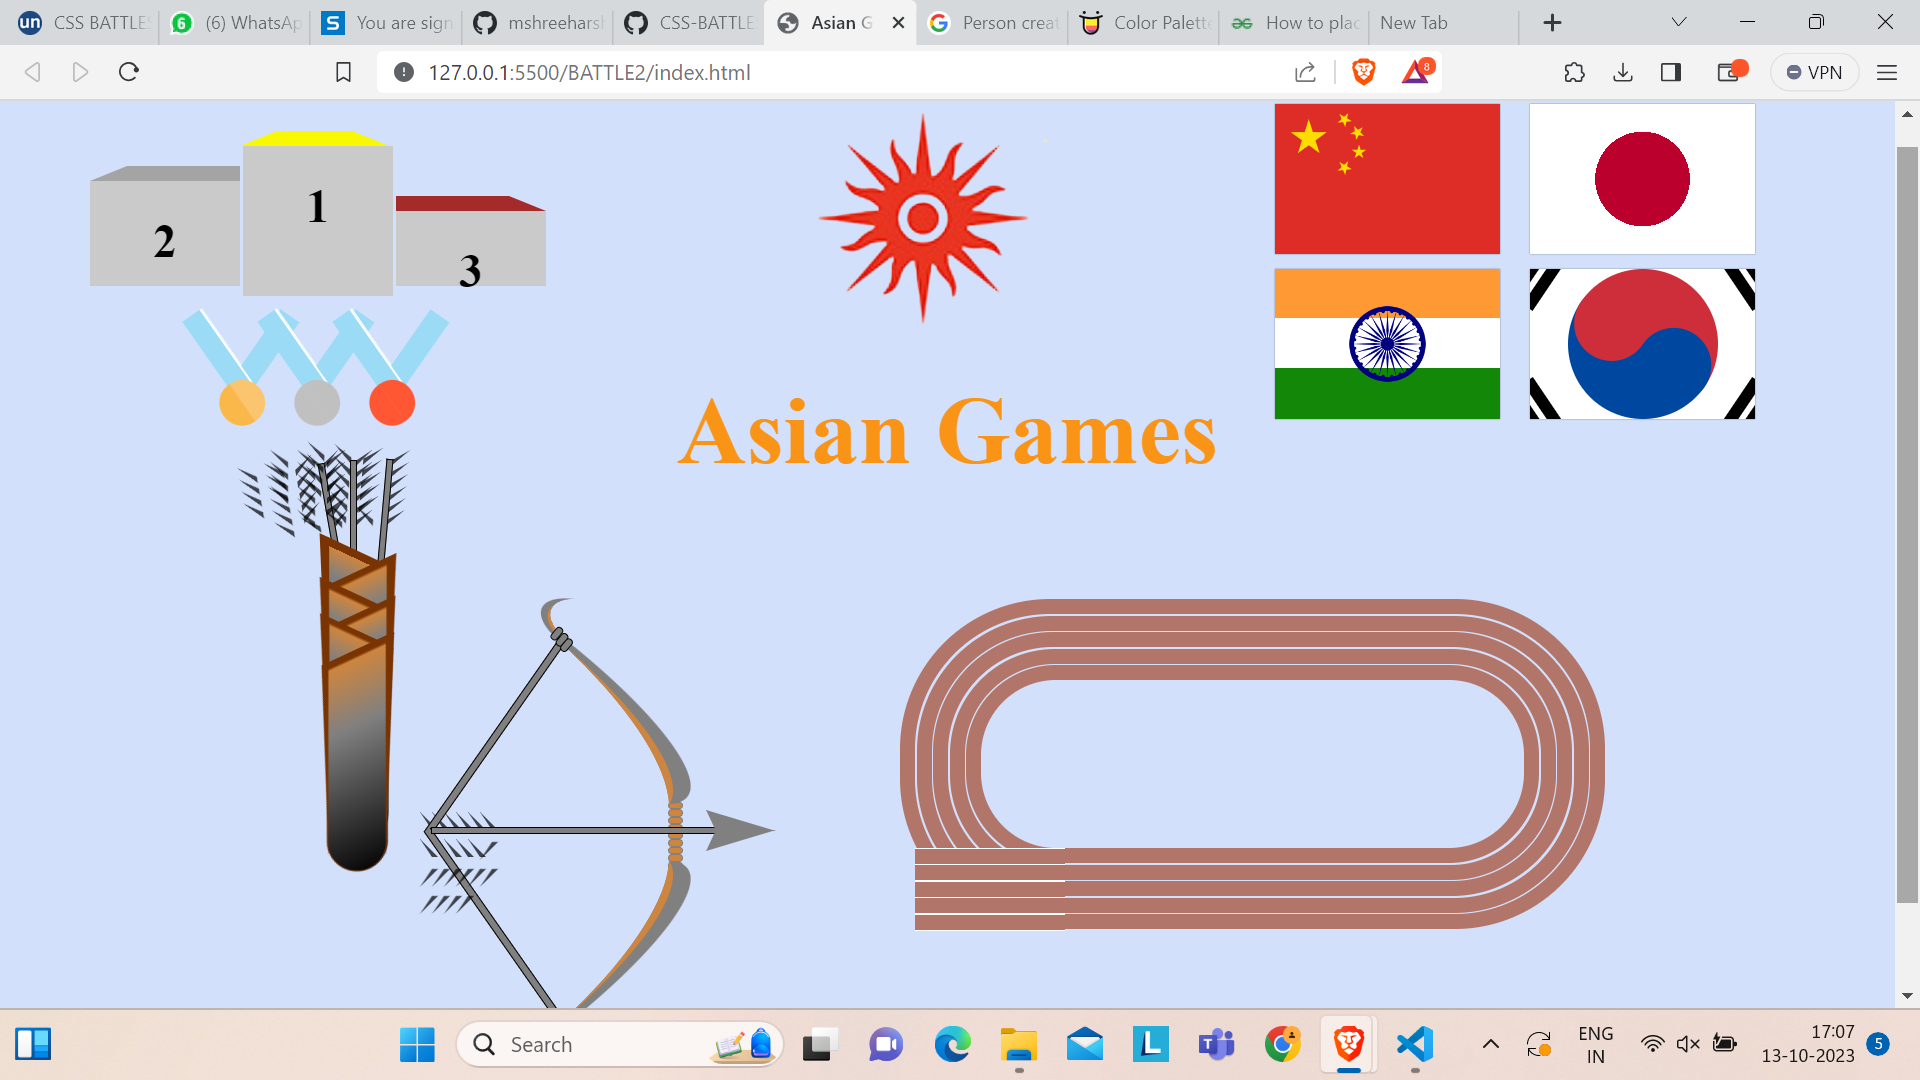 CSS BATTLE
(6) WhatsAp
You are sign
mshreehars
CSS-BATTLE
Asian G
Person creat
Color Palett
How to plac
New Tab
127.0.0.1:5500/BATTLE2/index.html
8
VPN
1
2
3
Asian Games
Search
ENG
IN
17:07
13-10-2023
5